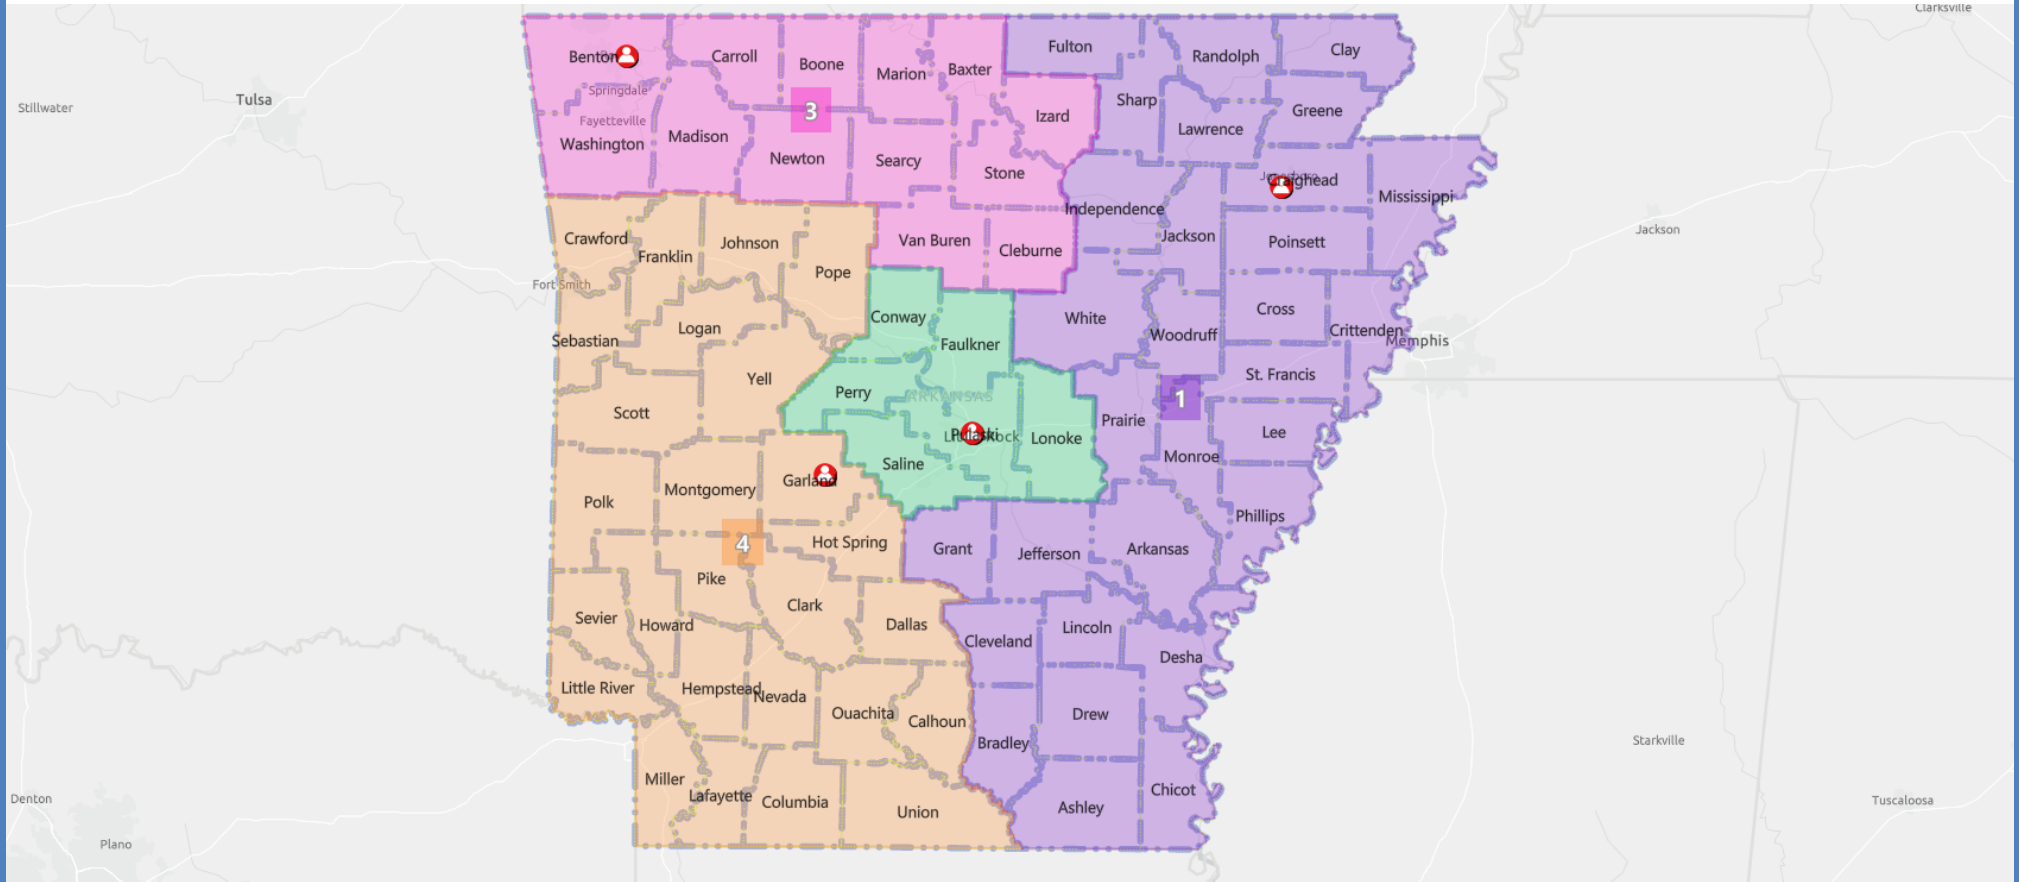 Clarksville
Fulton
Randolph
Clay
Benton
Carroll
Boone
Marion
Baxter
Springdale
Stillwater
Tulsa
Sharp
Greene
3
Izard
Fayetteville
Lawrence
Washington
Madison
Newton
Searcy
Stone
Craighead
Mississippi
Independence
Jackson
Jackson
Crawford
Franklin
Johnson
Van Buren
Cleburne
Poinsett
Pope
Fort Smith
Conway
White
Cross
Logan
Sebastian
Faulkner
Woodruff
Crittenden
Memphis
Yell
St. Francis
Perry
ARKANSAS
1
Scott
Prairie
Lee
Pulaski
Lonoke
Saline
Monroe
Garland
Montgomery
Polk
Phillips
4
Hot Spring
Grant
Jefferson
Arkansas
Pike
Clark
Sevier
Howard
Dallas
Cleveland
Lincoln
Desha
Little River
Hempstead
Nevada
Ouachita
Calhoun
Drew
Bradley
Starkville
Miller
Lafayette
Columbia
Union
Ashley
Chicot
Denton
Tuscaloosa
Plano